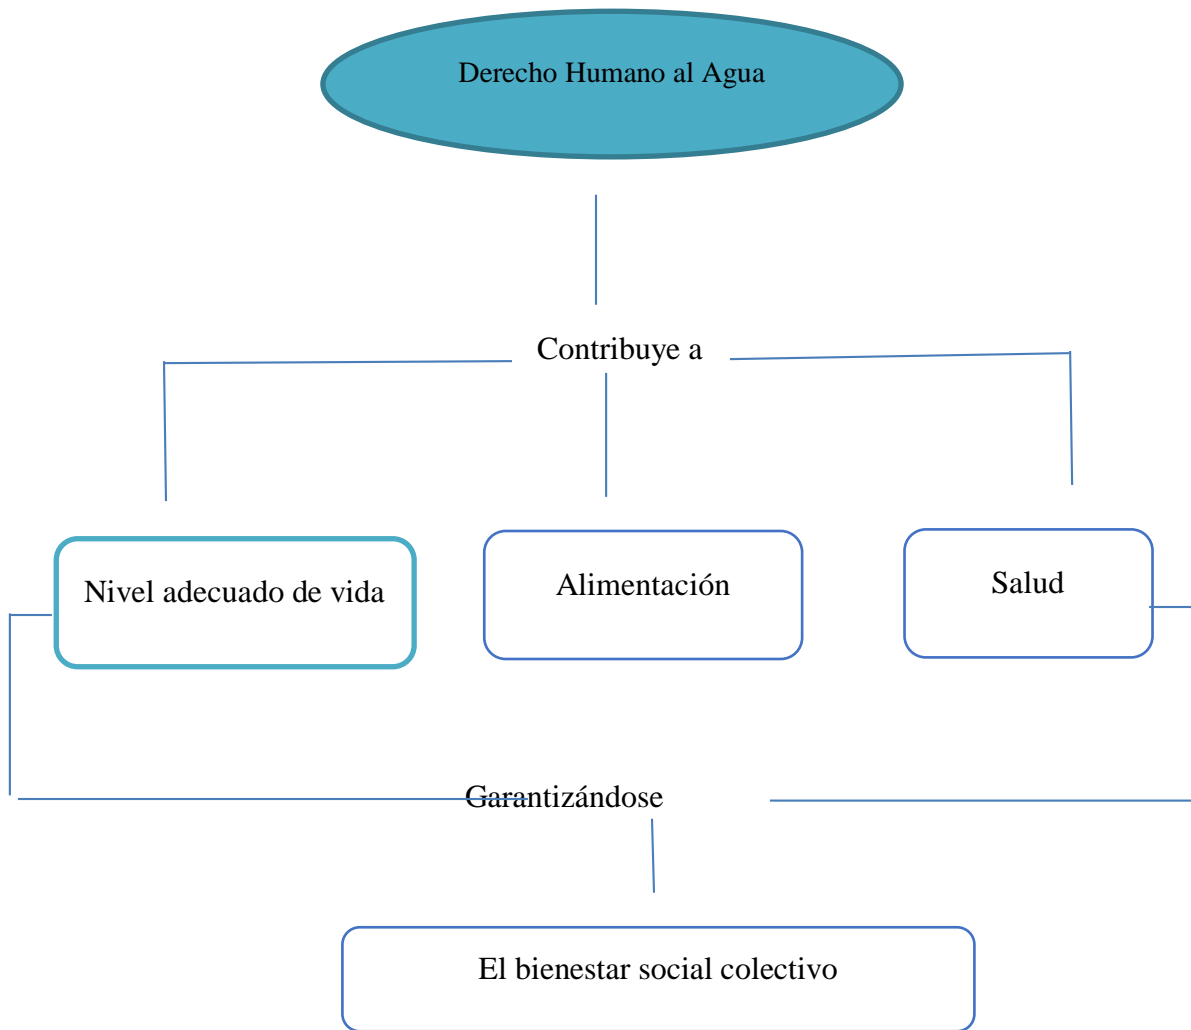 Derecho Humano al Agua
Contribuye a
Nivel adecuado de vida
Alimentación
Salud
Garantizándose
El bienestar social colectivo